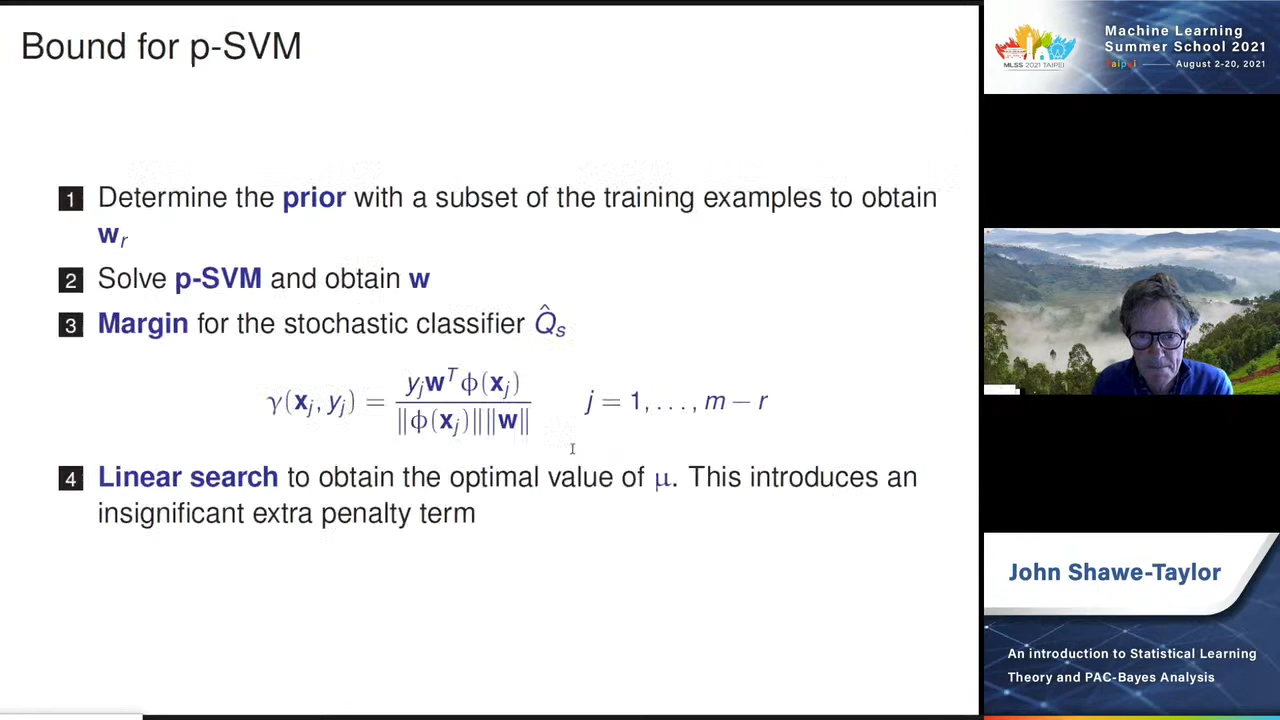 Bound for p-SVM
1 Determine the prior with a subset of the training examples to obtain
w_r
2 Solve p-SVM and obtain w
3 Margin for the stochastic classifier Q̂_s
γ(x_j, y_j) = y_j w^T ϕ(x_j) / ‖ϕ(x_j)‖‖w‖ j = 1, . . . , m − r
4 Linear search to obtain the optimal value of μ. This introduces an
insignificant extra penalty term
MLSS 2021 TAIPEI
Machine Learning
Summer School 2021
Taipei August 2-20, 2021
John Shawe-Taylor
An introduction to Statistical Learning
Theory and PAC-Bayes Analysis